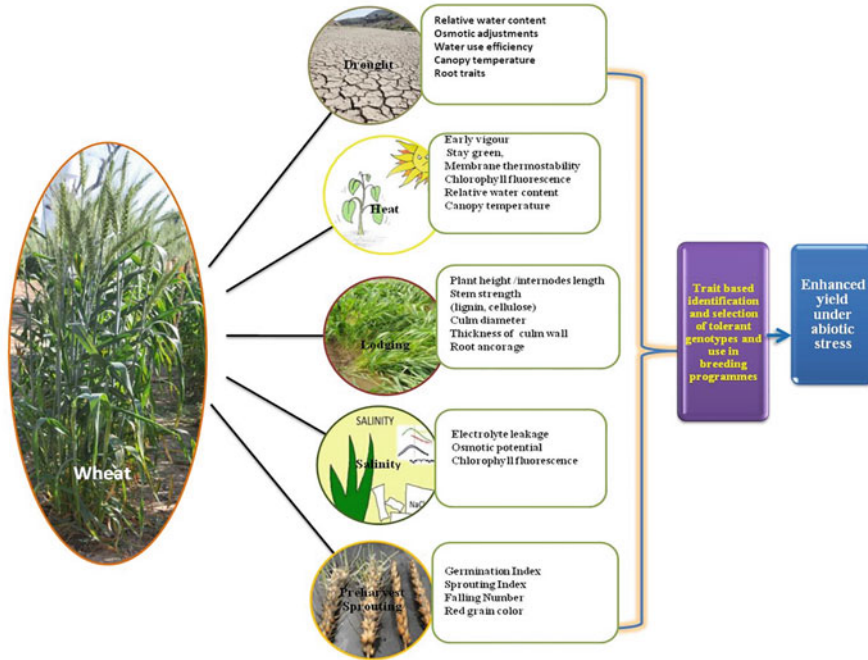 Wheat
Drought
Relative water content
Osmotic adjustments
Water use efficiency
Canopy temperature
Root traits
Heat
Early vigour
Stay green,
Membrane thermostability
Chlorophyll fluorescence
Relative water content
Canopy temperature
Lodging
Plant height /internodes length
Stem strength
(lignin, cellulose)
Culm diameter
Thickness of culm wall
Root ancorage
SALINITY
Salinity
NaCl
Electrolyte leakage
Osmotic potential
Chlorophyll fluorescence
Preharvest
Sprouting
Germination Index
Sprouting Index
Falling Number
Red grain color
Trait based
identification
and selection
of tolerant
genotypes and
use in
breeding
programmes
Enhanced
yield
under
abiotic
stress